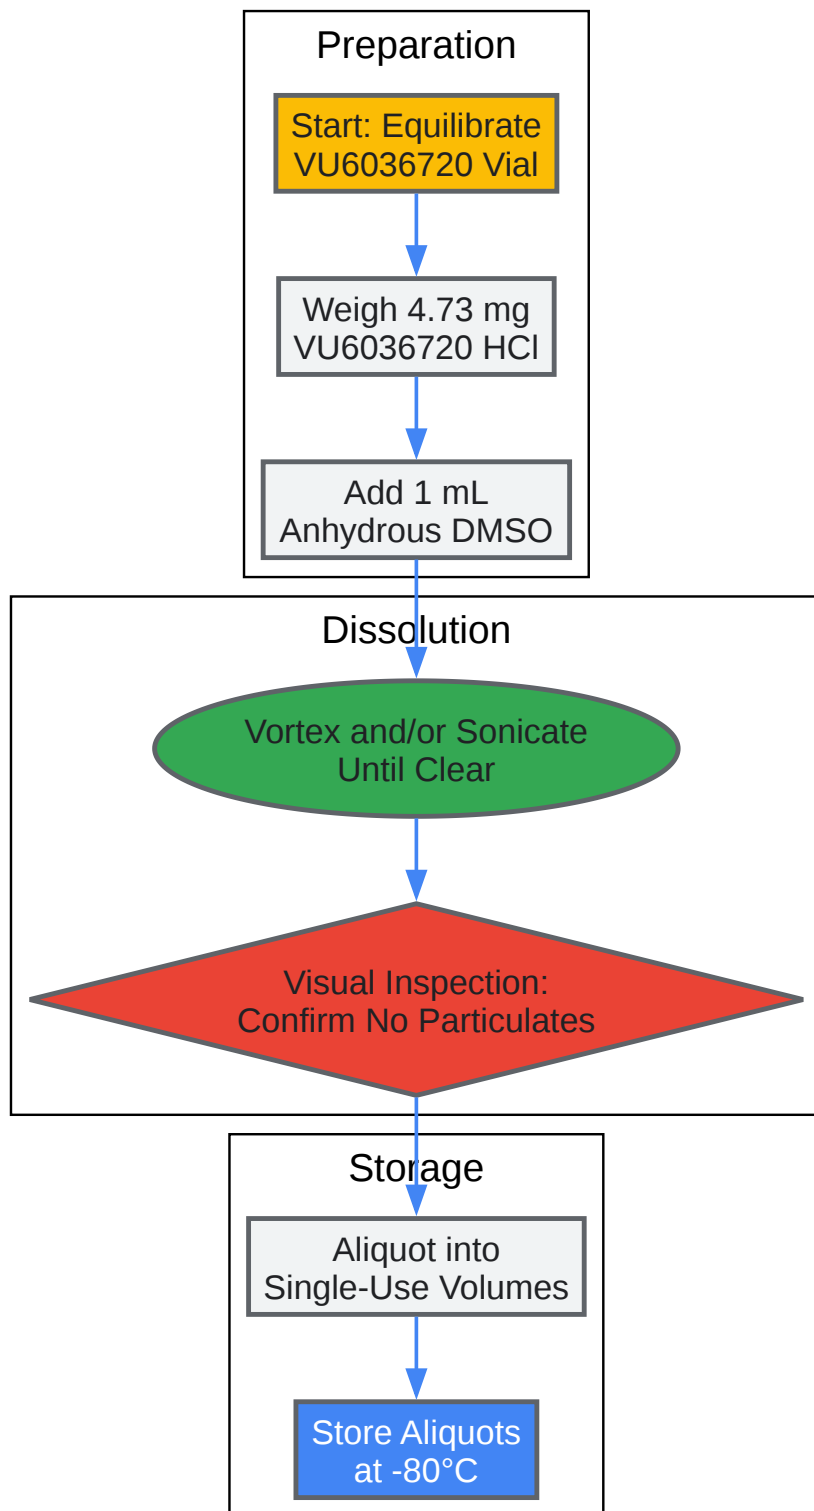 Preparation
Start: Equilibrate
VU6036720 Vial
Weigh 4.73 mg
VU6036720 HCl
Add 1 mL
Anhydrous DMSO
Dissolution
Vortex and/or Sonicate
Until Clear
Visual Inspection:
Confirm No Particulates
Storage
Aliquot into
Single-Use Volumes
Store Aliquots
at -80°C